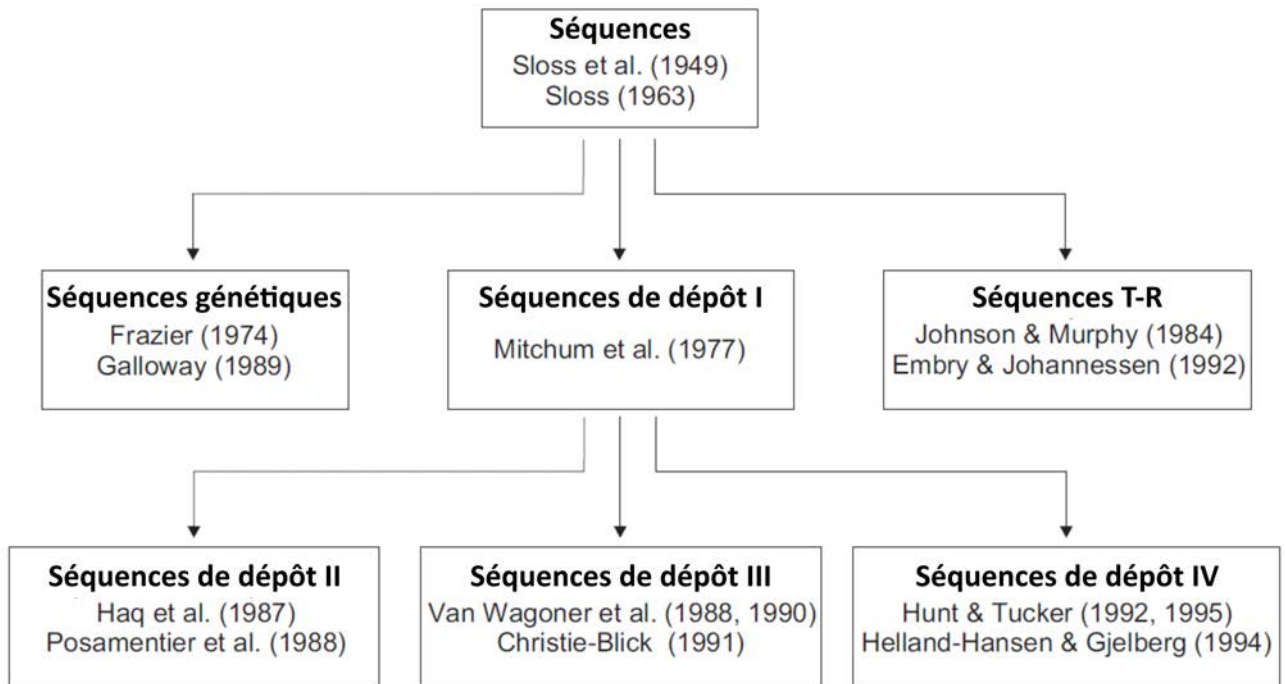 Séquences
Sloss et al. (1949)
Sloss (1963)
Séquences génétiques
Frazier (1974)
Galloway (1989)
Séquences de dépôt I
Mitchum et al. (1977)
Séquences T-R
Johnson & Murphy (1984)
Embry & Johannessen (1992)
Séquences de dépôt II
Haq et al. (1987)
Posamentier et al. (1988)
Séquences de dépôt III
Van Wagoner et al. (1988, 1990)
Christie-Blick (1991)
Séquences de dépôt IV
Hunt & Tucker (1992, 1995)
Helland-Hansen & Gjelberg (1994)